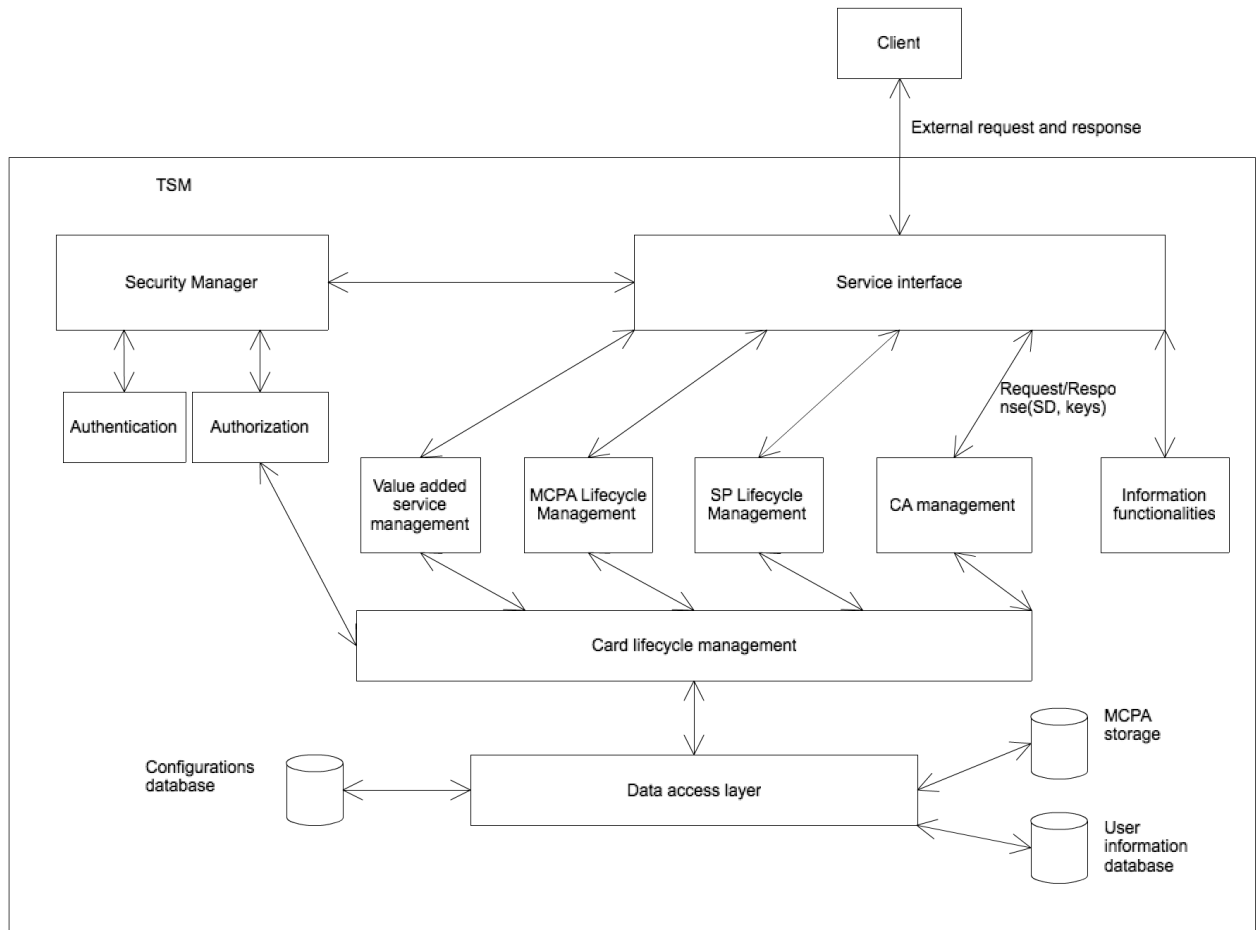 Client
External request and response
TSM
Security Manager
Service interface
Request/Respo
nse(SD, keys)
Authentication
Authorization
Value added
service
management
MCPA Lifecycle
Management
SP Lifecycle
Management
CA management
Information
functionalities
Card lifecycle management
MCPA
storage
Configurations
database
Data access layer
User
information
database